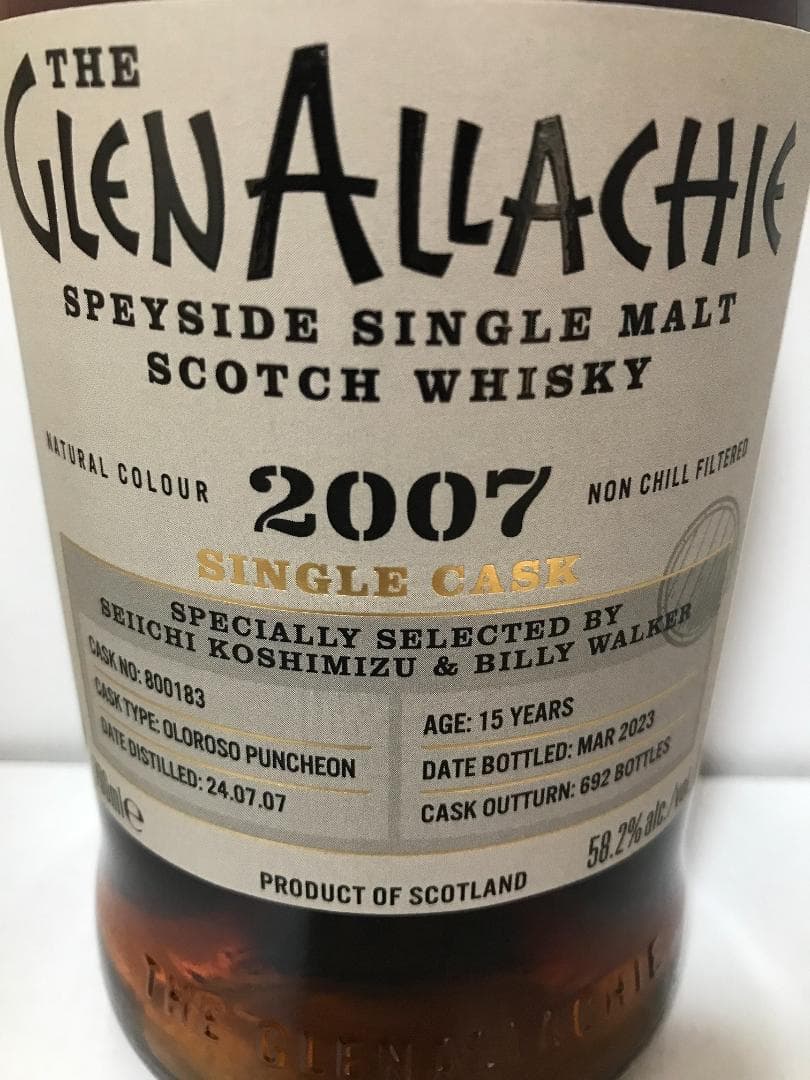 THE
GLENALLACHIE
SPEYSIDE SINGLE MALT
SCOTCH WHISKY
NATURAL COLOUR
2007
NON CHILL FILTERED
SINGLE CASK
SPECIALLY SELECTED BY
SEIICHI KOSHIMIZU & BILLY WALKER
CASK NO: 800183
CASK TYPE: OLOROSO PUNCHEON
DATE DISTILLED: 24.07.07
AGE: 15 YEARS
DATE BOTTLED: MAR 2023
CASK OUTTURN: 692 BOTTLES
58.2% alc./
PRODUCT OF SCOTLAND
THE GLENALLACHIE